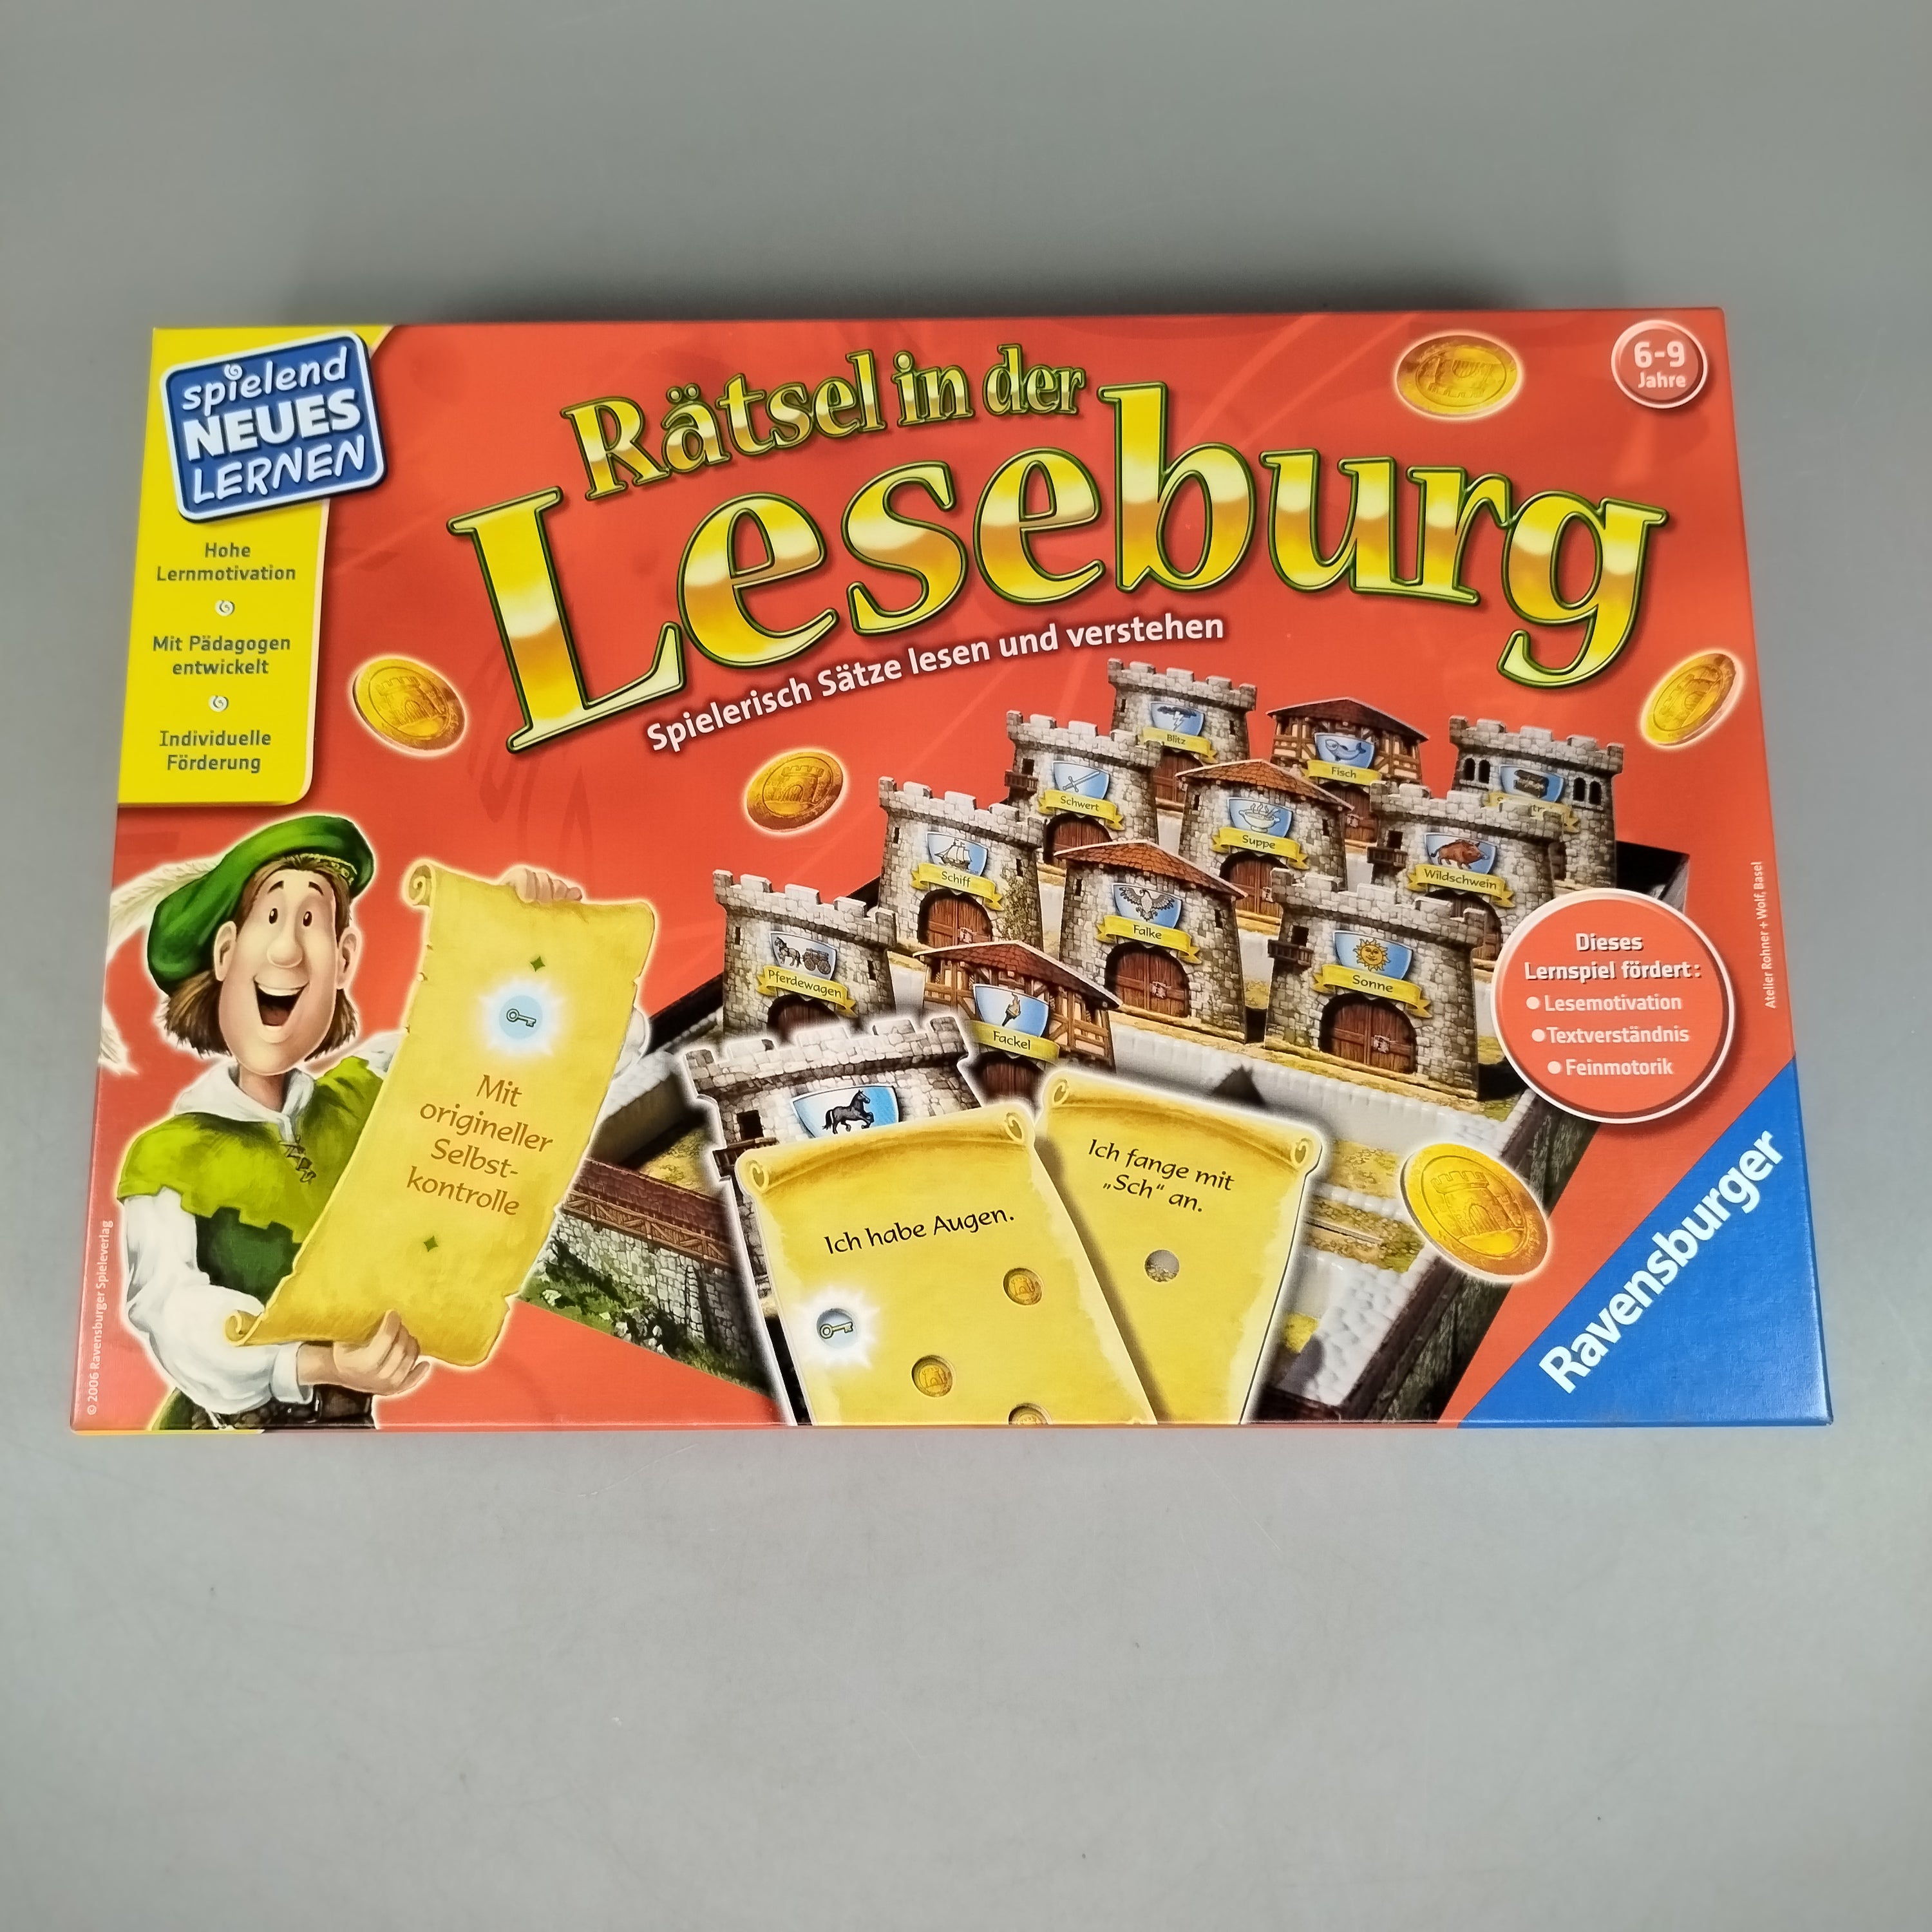 spielend
NEUES
LERNEN
Hohe
Lernmotivation
Mit Pädagogen
entwickelt
Individuelle
Förderung
Rätsel in der
Leseburg
Spielerisch Sätze lesen und verstehen
6-9
Jahre
Blitz
Fisch
Schwert
Suppe
Schiff
Wildschwein
Falke
Pferdewagen
Sonne
Fackel
Mit
origineller
Selbst-
kontrolle
Ich habe Augen.
Ich fange mit
„Sch“ an.
Dieses
Lernspiel fördert:
• Lesemotivation
• Textverständnis
• Feinmotorik
Ravensburger
© 2006 Ravensburger Spieleverlag
Atelier Rohner + Wolf, Basel